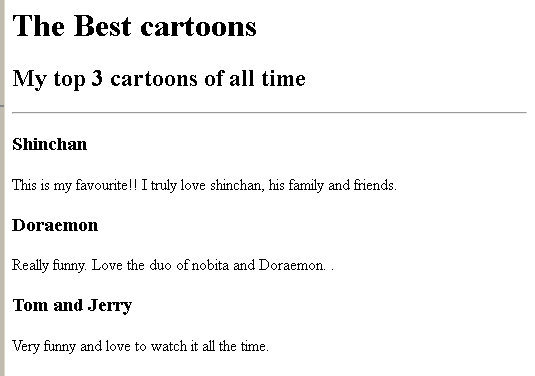 The Best cartoons
My top 3 cartoons of all time
Shinchan
This is my favourite!! I truly love shinchan, his family and friends.
Doraemon
Really funny. Love the duo of nobita and Doraemon. .
Tom and Jerry
Very funny and love to watch it all the time.